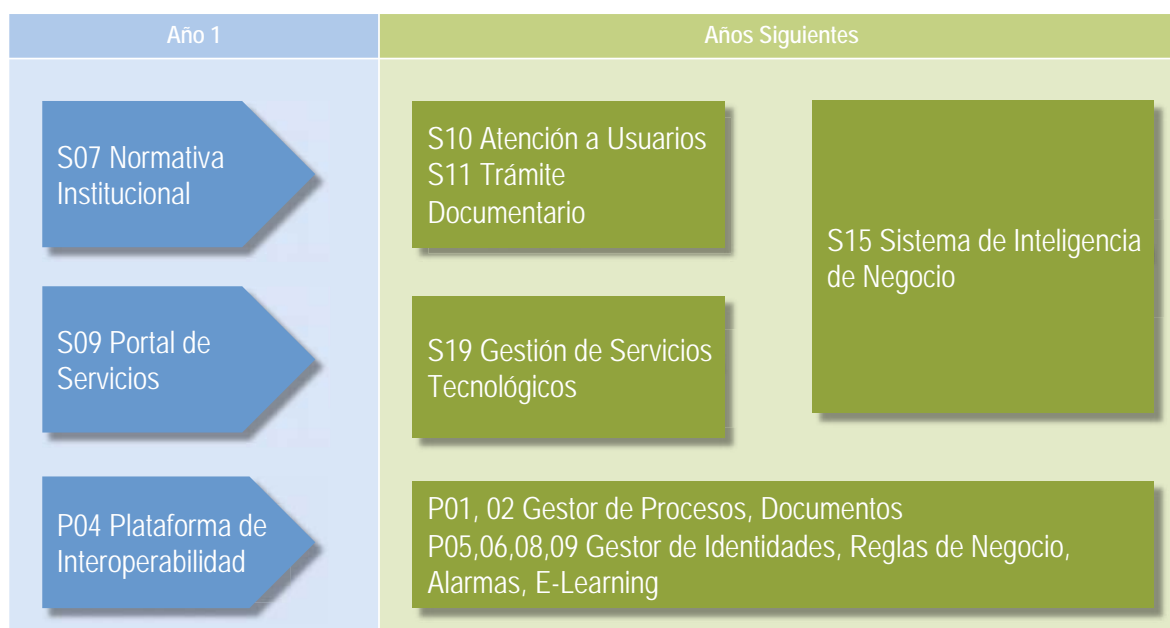 Año 1
Años Siguientes
S07 Normativa
Institucional
S09 Portal de
Servicios
P04 Plataforma de
Interoperabilidad
S10 Atención a Usuarios
S11 Trámite
Documentario
S19 Gestión de Servicios
Tecnológicos
S15 Sistema de Inteligencia
de Negocio
P01, 02 Gestor de Procesos, Documentos
P05,06,08,09 Gestor de Identidades, Reglas de Negocio,
Alarmas, E-Learning